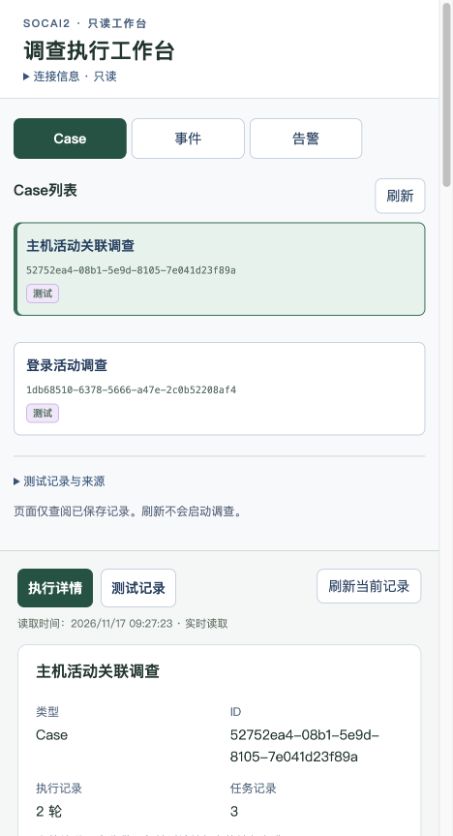 SOCAI2 · 只读工作台
调查执行工作台
▶ 连接信息 · 只读
Case
事件
告警
Case列表
刷新
主机活动关联调查
52752ea4-08b1-5e9d-8105-7e041d23f89a
测试
登录活动调查
1db68510-6378-5666-a47e-2c0b52208af4
测试
▶ 测试记录与来源
页面仅查阅已保存记录。刷新不会启动调查。
执行详情
测试记录
刷新当前记录
读取时间：2026/11/17 09:27:23 · 实时读取
主机活动关联调查
类型
ID
Case
52752ea4-08b1-5e9d-
8105-7e041d23f89a
执行记录
任务记录
2 轮
3